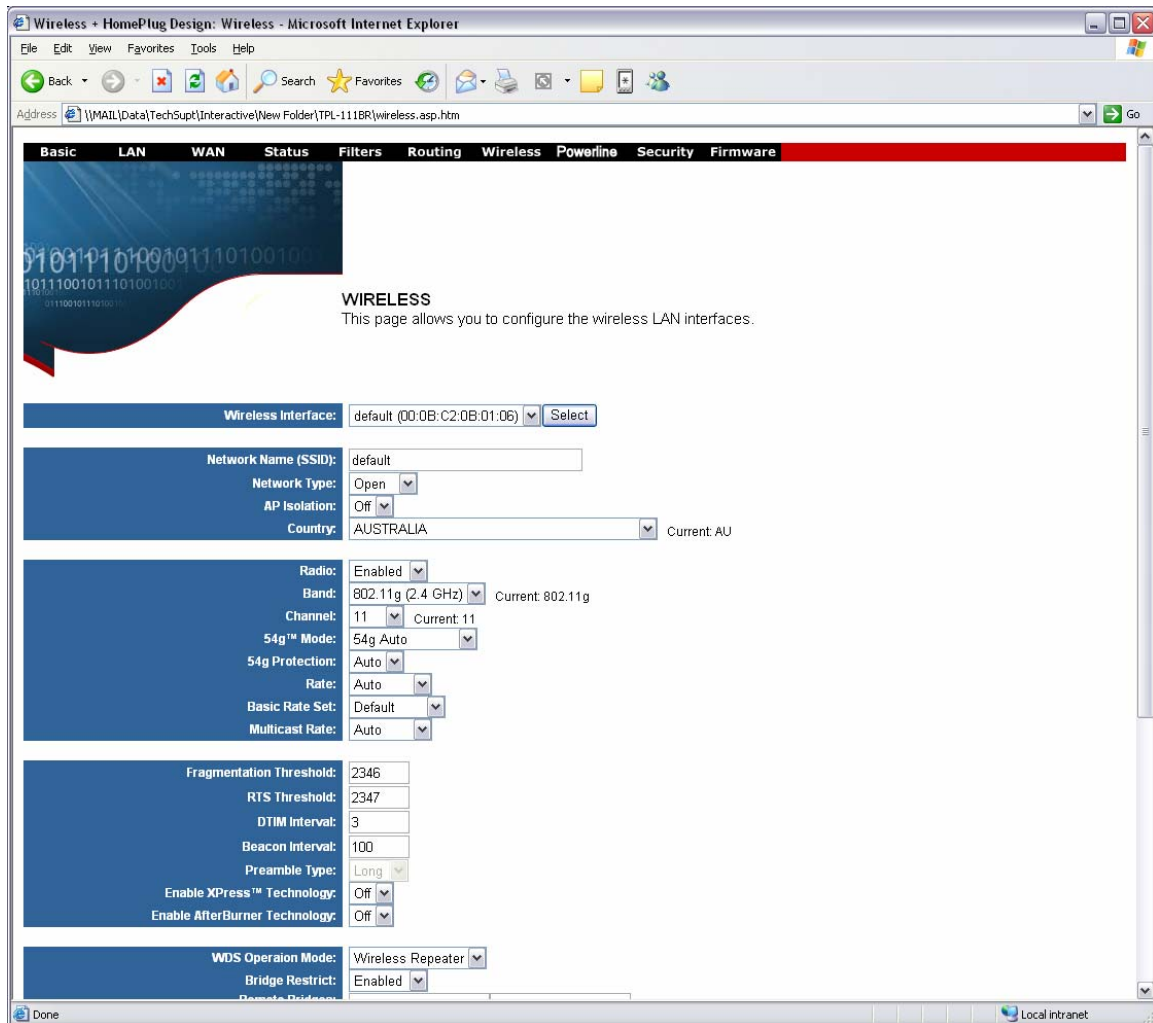 Wireless + HomePlug Design: Wireless - Microsoft Internet Explorer
File Edit View Favorites Tools Help
Back Search Favorites
Address \\MAIL\Data\TechSupt\Interactive\New Folder\TPL-111BR\wireless.asp.htm Go
Basic LAN WAN Status Filters Routing Wireless Powerline Security Firmware
WIRELESS
This page allows you to configure the wireless LAN interfaces.
Wireless Interface: default (00:0B:C2:0B:01:06) Select
Network Name (SSID): default
Network Type: Open
AP Isolation: Off
Country: AUSTRALIA Current: AU
Radio: Enabled
Band: 802.11g (2.4 GHz) Current: 802.11g
Channel: 11 Current: 11
54g™ Mode: 54g Auto
54g Protection: Auto
Rate: Auto
Basic Rate Set: Default
Multicast Rate: Auto
Fragmentation Threshold: 2346
RTS Threshold: 2347
DTIM Interval: 3
Beacon Interval: 100
Preamble Type: Long
Enable XPress™ Technology: Off
Enable AfterBurner Technology: Off
WDS Operaion Mode: Wireless Repeater
Bridge Restrict: Enabled
Remote Bridges:
Done Local intranet